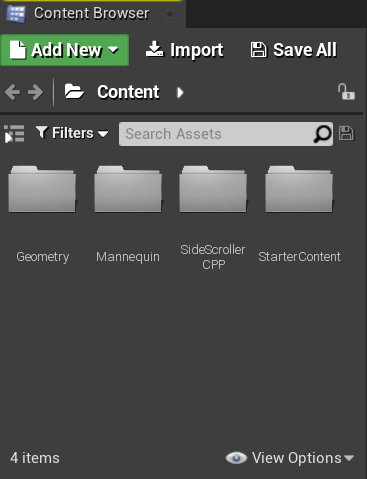 Content Browser
Add New Import Save All
Content
Filters Search Assets
Geometry Mannequin SideScroller CPP StarterContent
4 items View Options